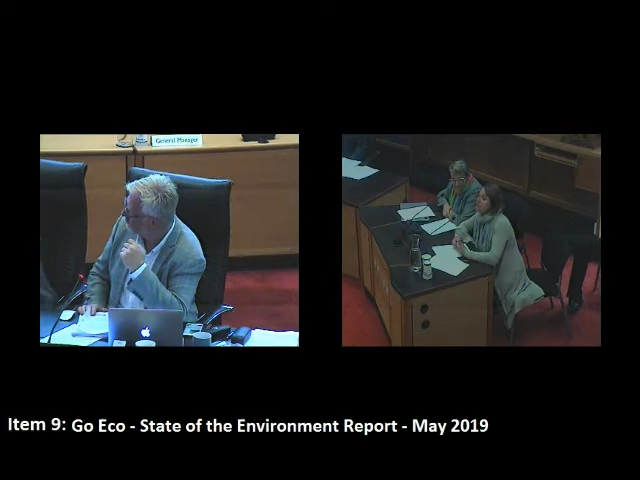 General Manager
Item 9: Go Eco - State of the Environment Report - May 2019